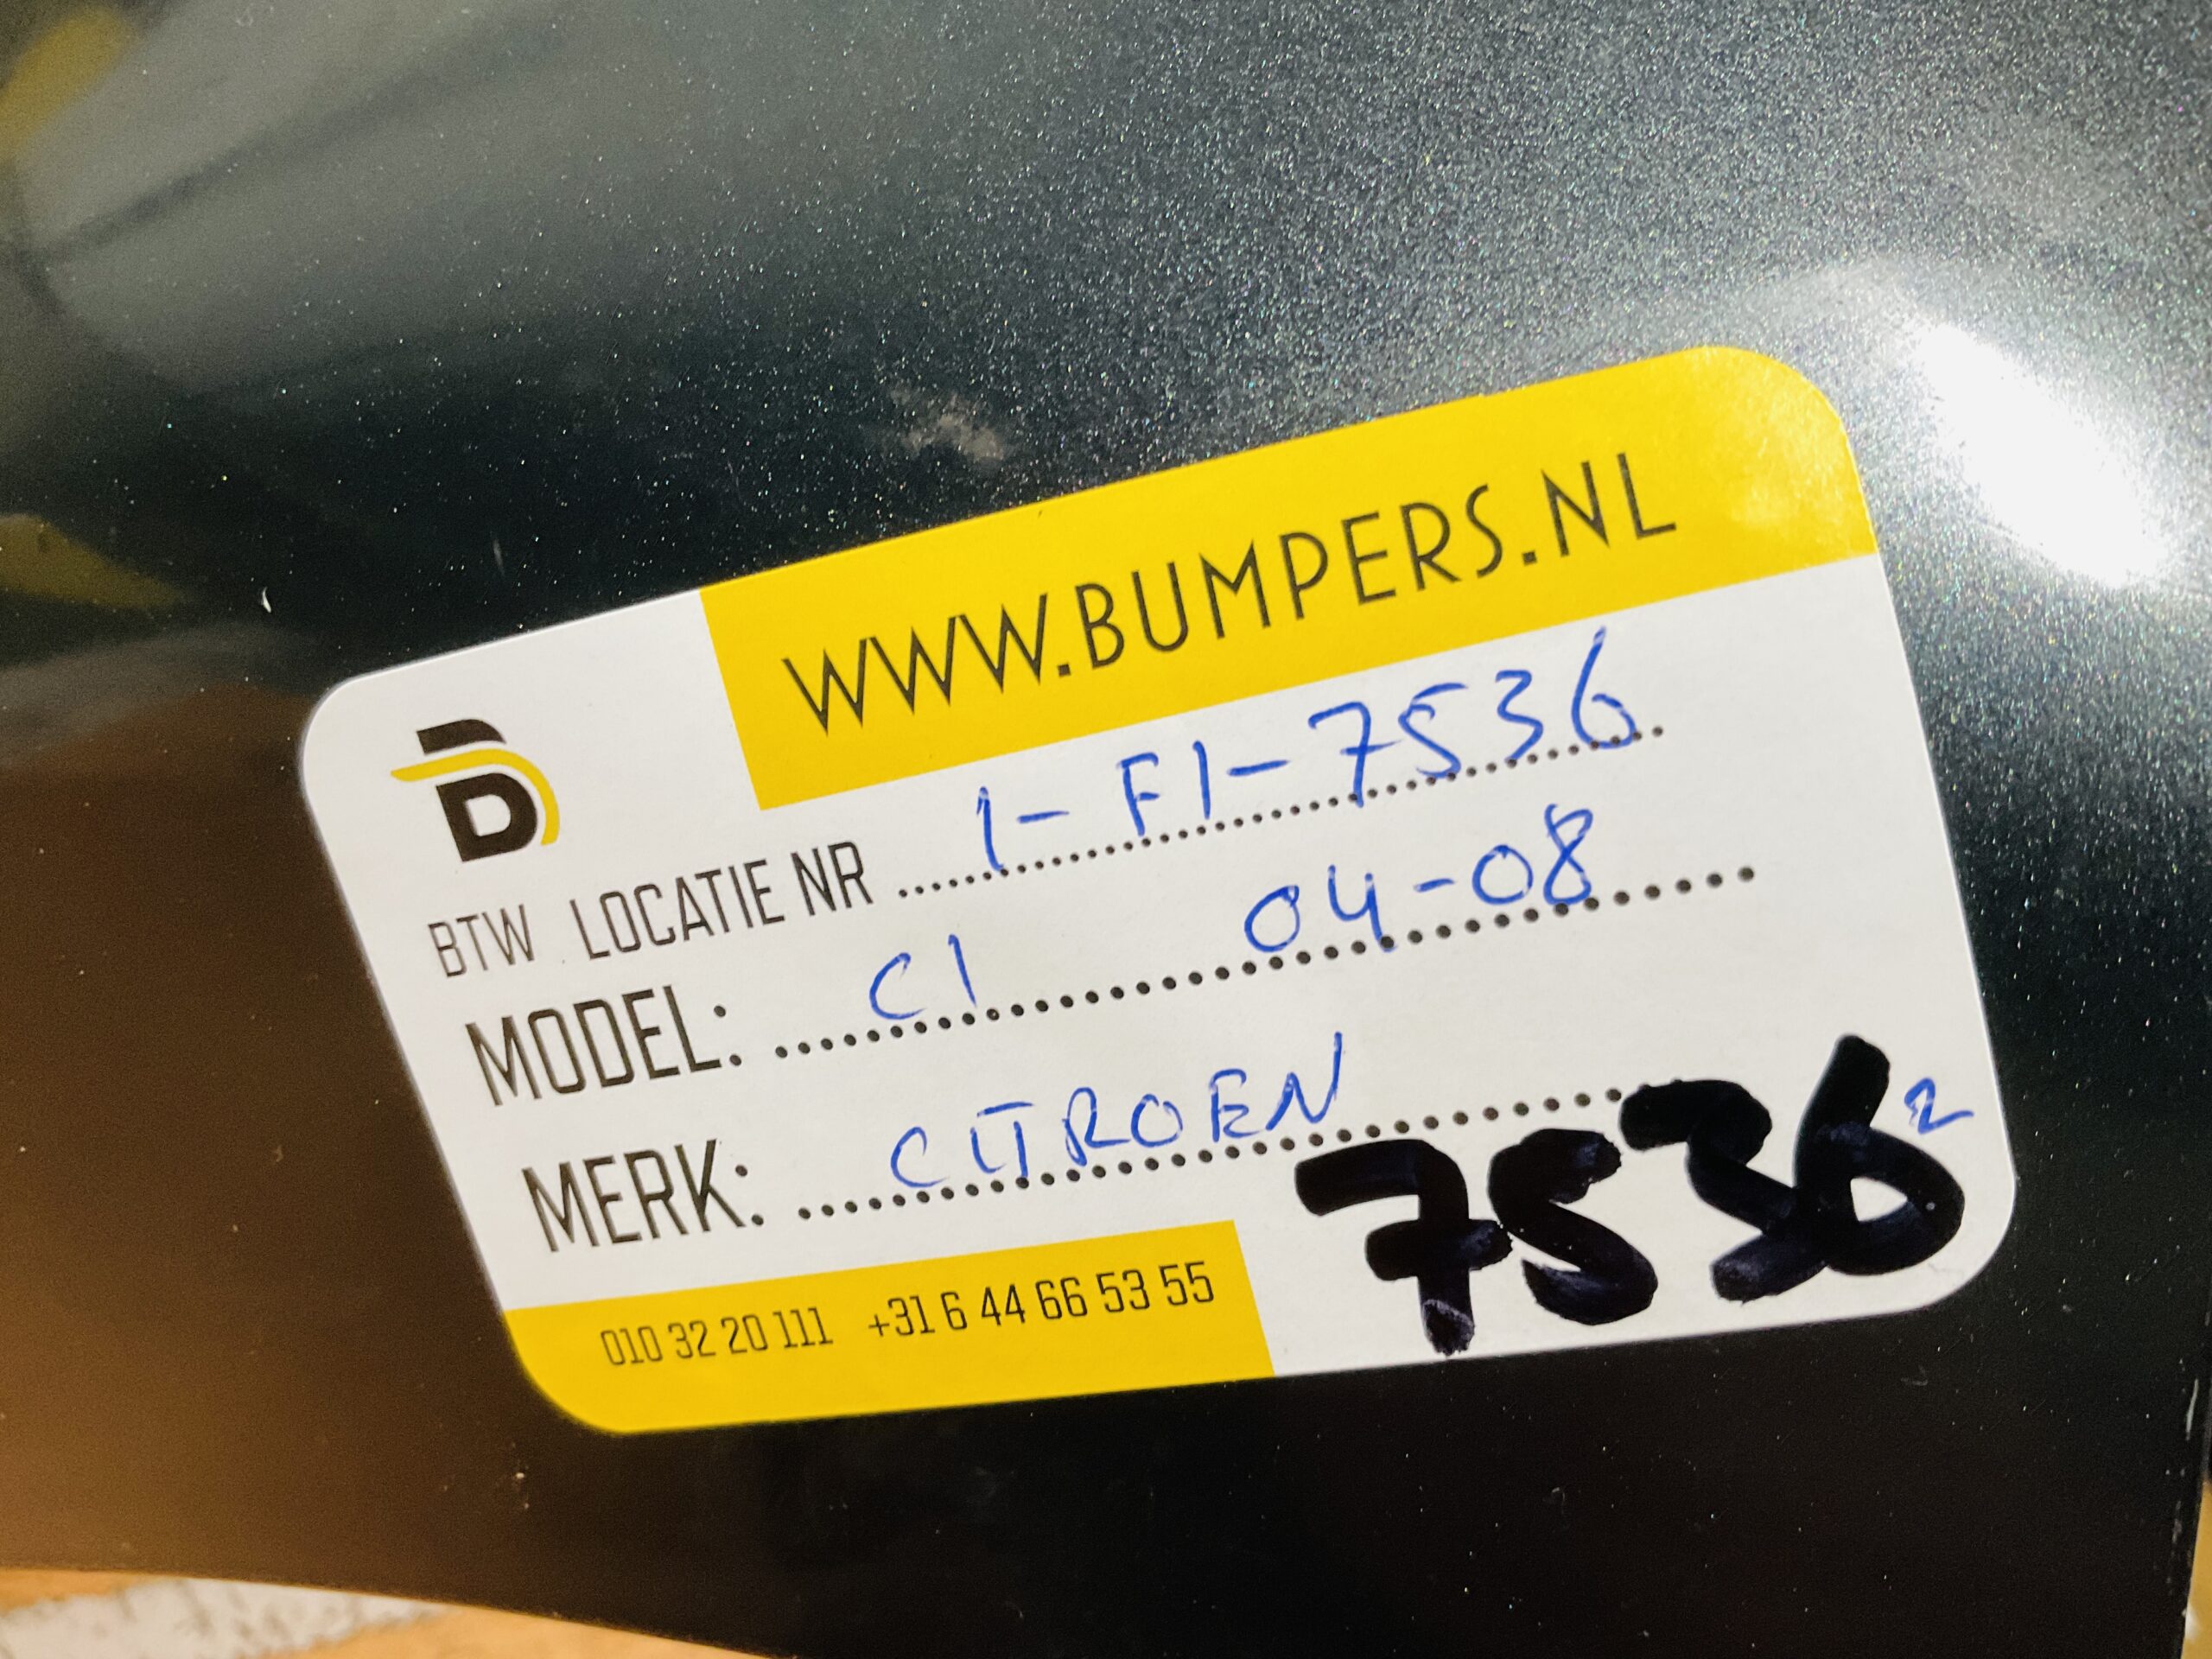 WWW.BUMPERS.NL
B
BTW LOCATIE NR 1-F1-7536
MODEL: C1 04-08
MERK: CITROEN
7536 2
010 32 20 111 +31 6 44 66 53 55